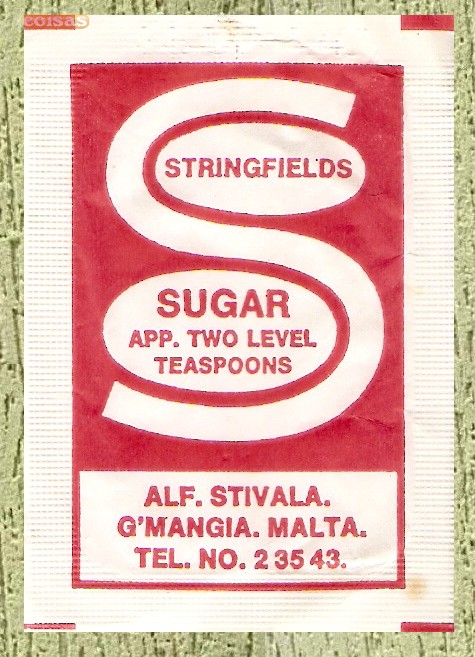 coisas
STRINGFIELDS
SUGAR
APP. TWO LEVEL
TEASPOONS
ALF. STIVALA.
G'MANGIA. MALTA.
TEL. NO. 2 35 43.